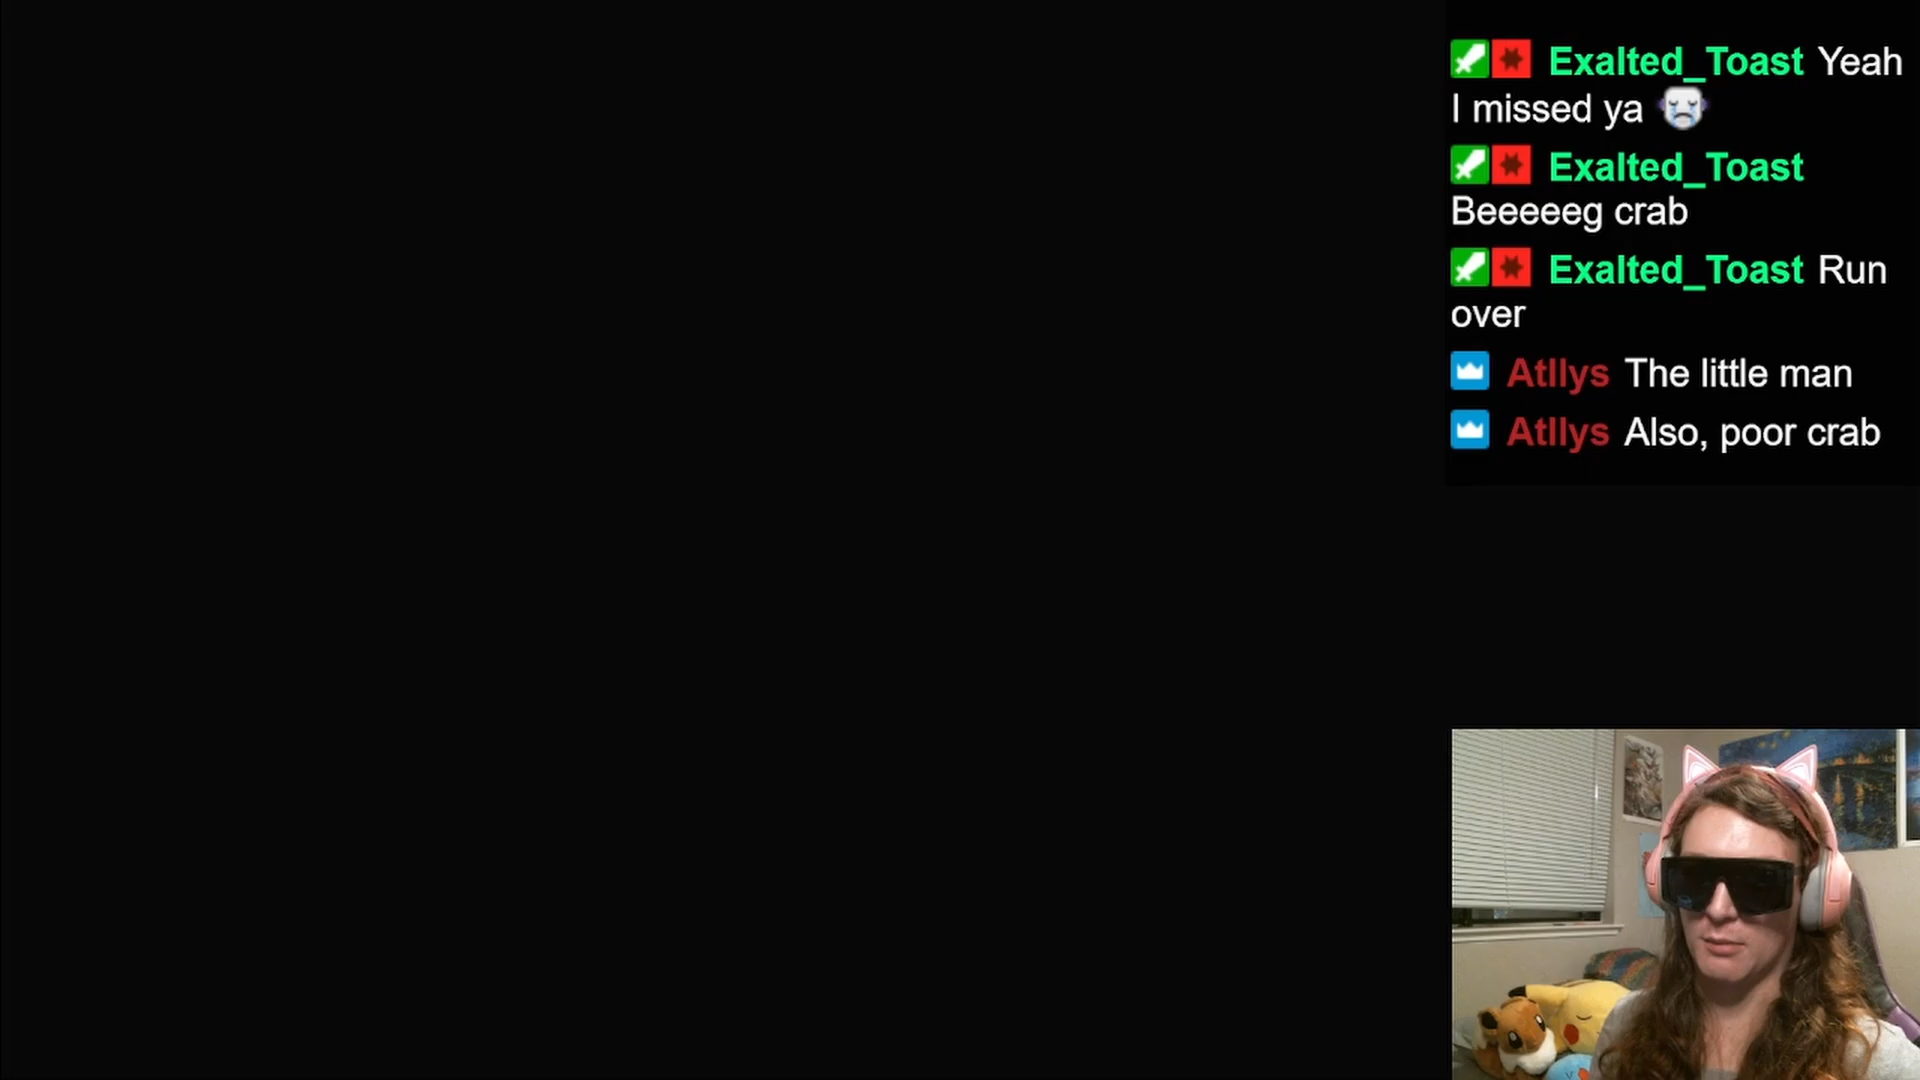 Exalted_Toast Yeah
I missed ya
Exalted_Toast
Beeeeeg crab
Exalted_Toast Run
over
Atllys The little man
Atllys Also, poor crab